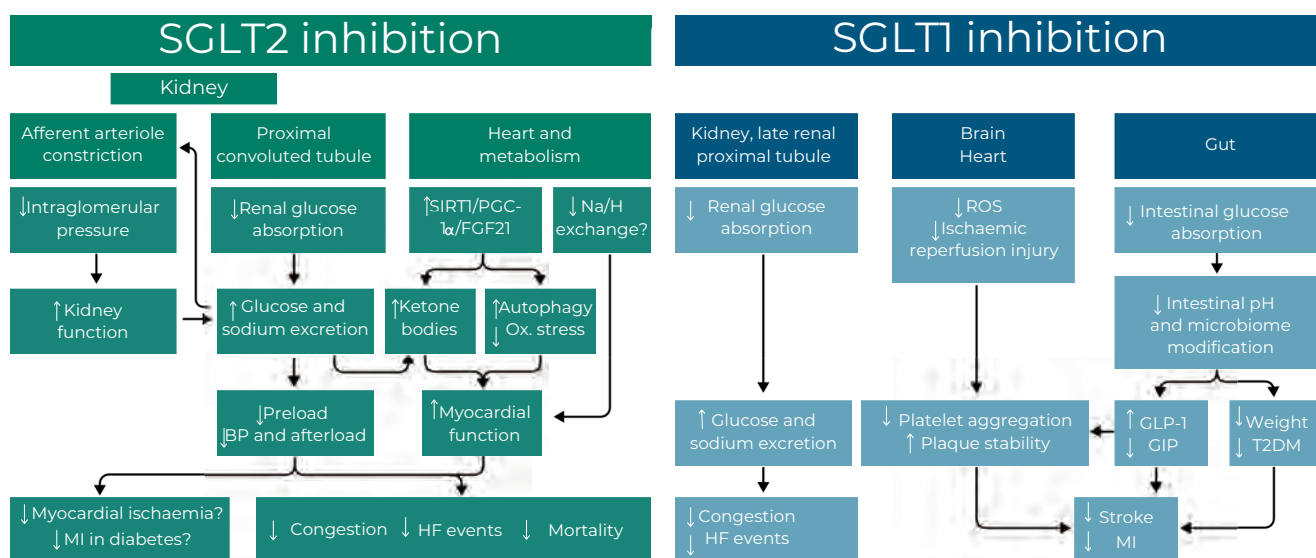 SGLT2 inhibition
Kidney
Afferent arteriole
constriction
Proximal
convoluted tubule
Heart and
metabolism
↓Intraglomerular
pressure
↓Renal glucose
absorption
↑SIRT1/PGC-
1α/FGF21
↓ Na/H
exchange?
↑ Kidney
function
↑ Glucose and
sodium excretion
↑Ketone
bodies
↑Autophagy
↓ Ox. stress
↓Preload
↓BP and afterload
↑Myocardial
function
↓Myocardial ischaemia?
↓MI in diabetes?
↓ Congestion ↓ HF events ↓ Mortality
SGLT1 inhibition
Kidney, late renal
proximal tubule
Brain
Heart
Gut
↓ Renal glucose
absorption
↓ROS
↓Ischaemic
reperfusion injury
↓ Intestinal glucose
absorption
↓ Intestinal pH
and microbiome
modification
↑ Glucose and
sodium excretion
↓ Platelet aggregation
↑ Plaque stability
↑ GLP-1
↓ GIP
↓Weight
↓ T2DM
↓Congestion
↓ HF events
↓ Stroke
↓ MI